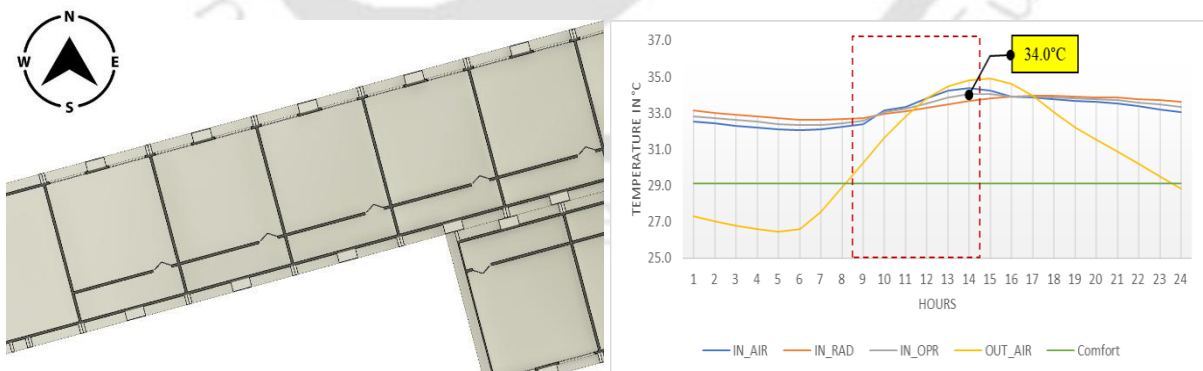 N
W E
S
34.0°C
TEMPERATURE IN °C
37.0
35.0
33.0
31.0
29.0
27.0
25.0
1 2 3 4 5 6 7 8 9 10 11 12 13 14 15 16 17 18 19 20 21 22 23 24
HOURS
IN_AIR IN_RAD IN_OPR OUT_AIR Comfort